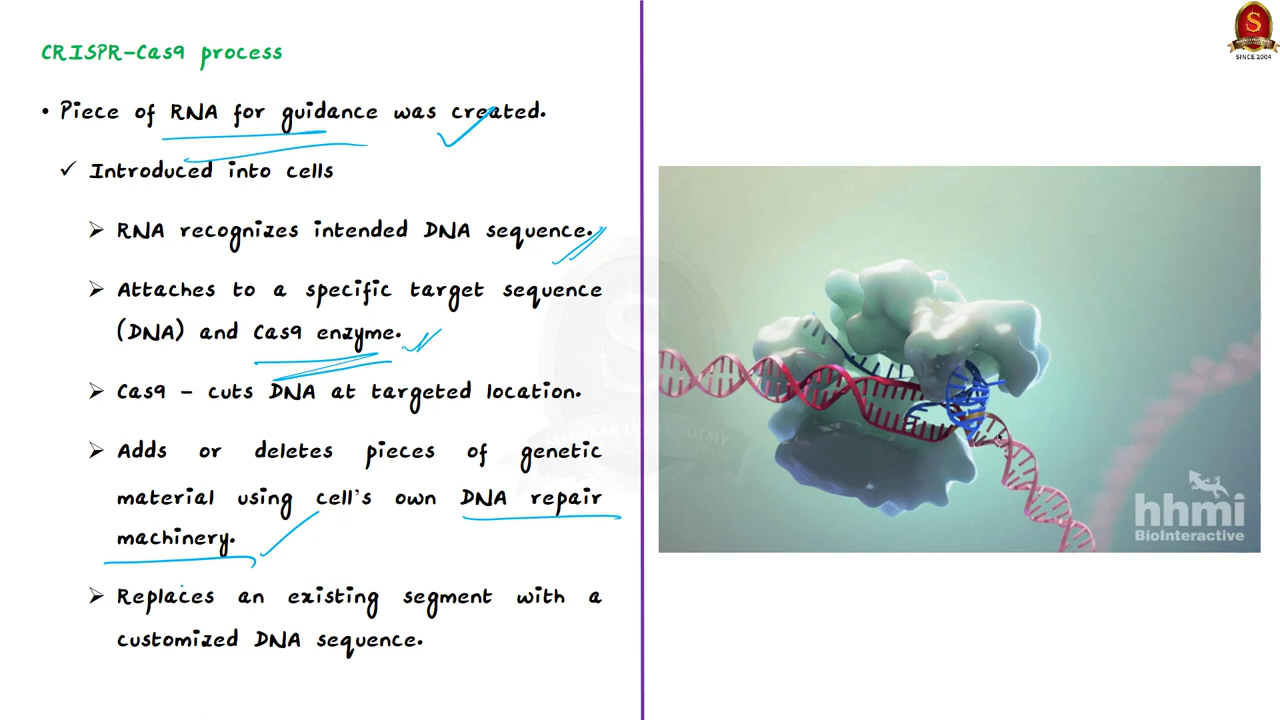 CRISPR-Cas9 process
• Piece of RNA for guidance was created.
✓ Introduced into cells
➢ RNA recognizes intended DNA sequence.
➢ Attaches to a specific target sequence
(DNA) and Cas9 enzyme.
➢ Cas9 – cuts DNA at targeted location.
➢ Adds or deletes pieces of genetic
material using cell's own DNA repair
machinery.
➢ Replaces an existing segment with a
customized DNA sequence.
S
SINCE 2004
SHANKAR IAS ACADEMY
hhmi
BioInteractive